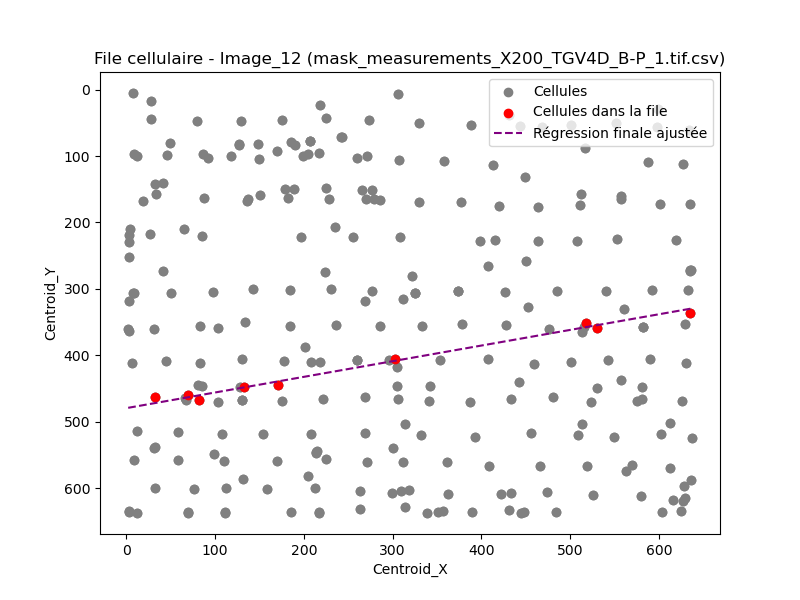 File cellulaire - Image_12 (mask_measurements_X200_TGV4D_B-P_1.tif.csv)
Cellules
Cellules dans la file
Régression finale ajustée
Centroid_Y
0
100
200
300
400
500
600
0 100 200 300 400 500 600
Centroid_X